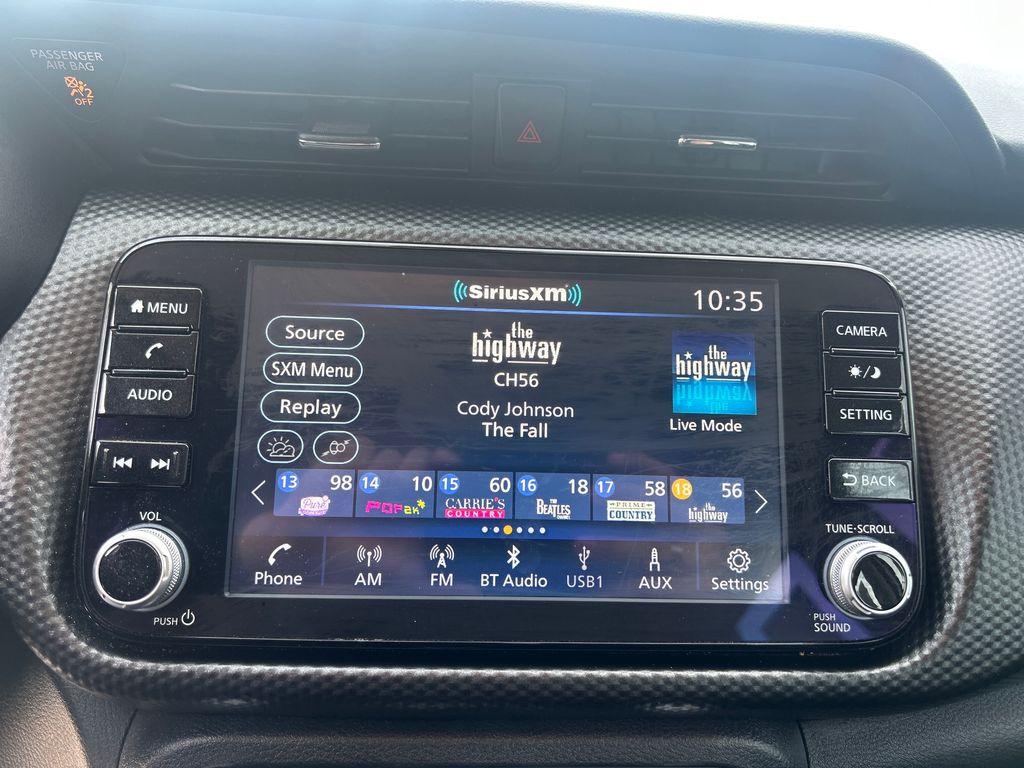 PASSENGER
AIR BAG
2
OFF
SiriusXM
10:35
MENU
AUDIO
VOL
PUSH
Source
SXM Menu
Replay
the
highway
CH56
Cody Johnson
The Fall
the
highway
Live Mode
CAMERA
SETTING
BACK
TUNE·SCROLL
PUSH
SOUND
13 98
14 10
15 60
16 18
17 58
18 56
POP2K
CARRIE'S
COUNTRY
THE
BEATLES
CHANNEL
PRIME
COUNTRY
the
highway
Phone
AM
FM
BT Audio
USB1
AUX
Settings